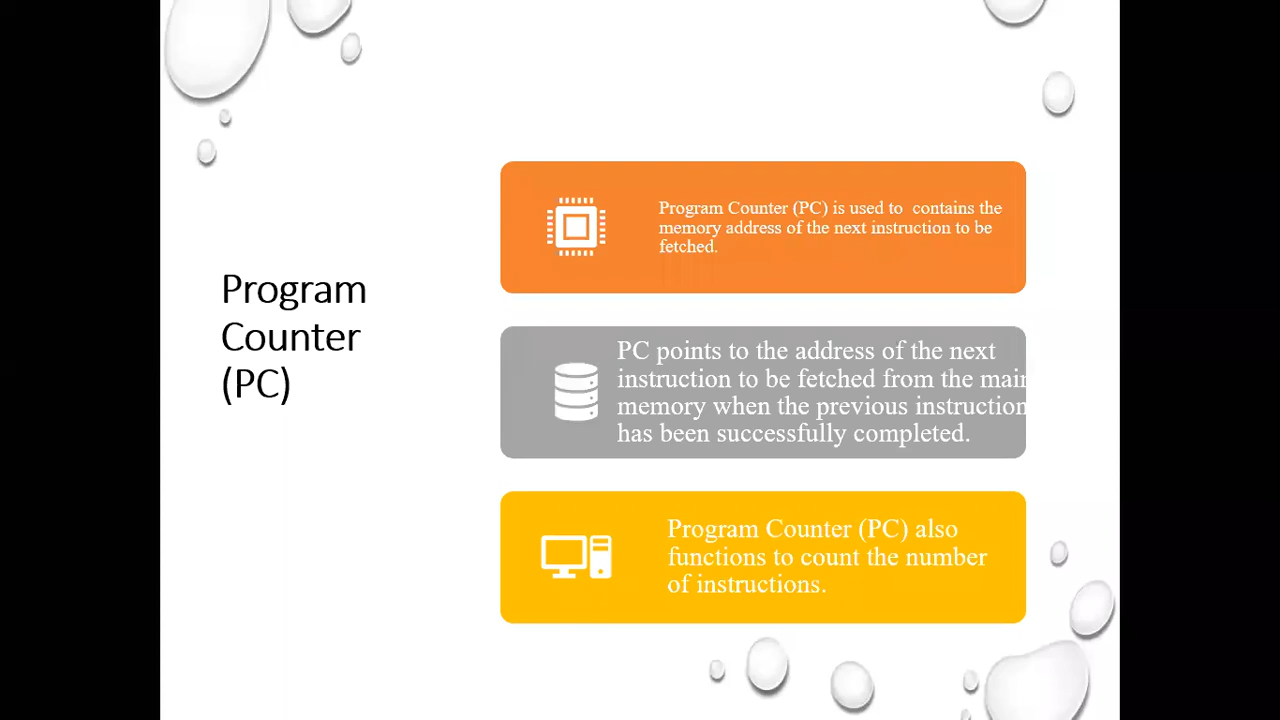 Program
Counter
(PC)
Program Counter (PC) is used to  contains the
memory address of the next instruction to be
fetched.
PC points to the address of the next
instruction to be fetched from the main
memory when the previous instruction
has been successfully completed.
Program Counter (PC) also
functions to count the number
of instructions.